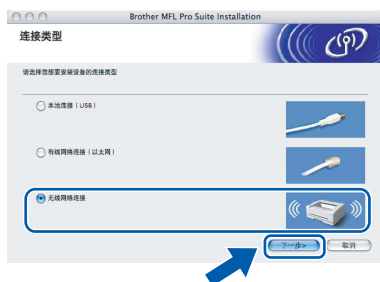 Brother MFL Pro Suite Installation
连接类型
请选择您想要安装设备的连接类型
本地连接（USB）
有线网络连接（以太网）
无线网络连接
下一步>
取消